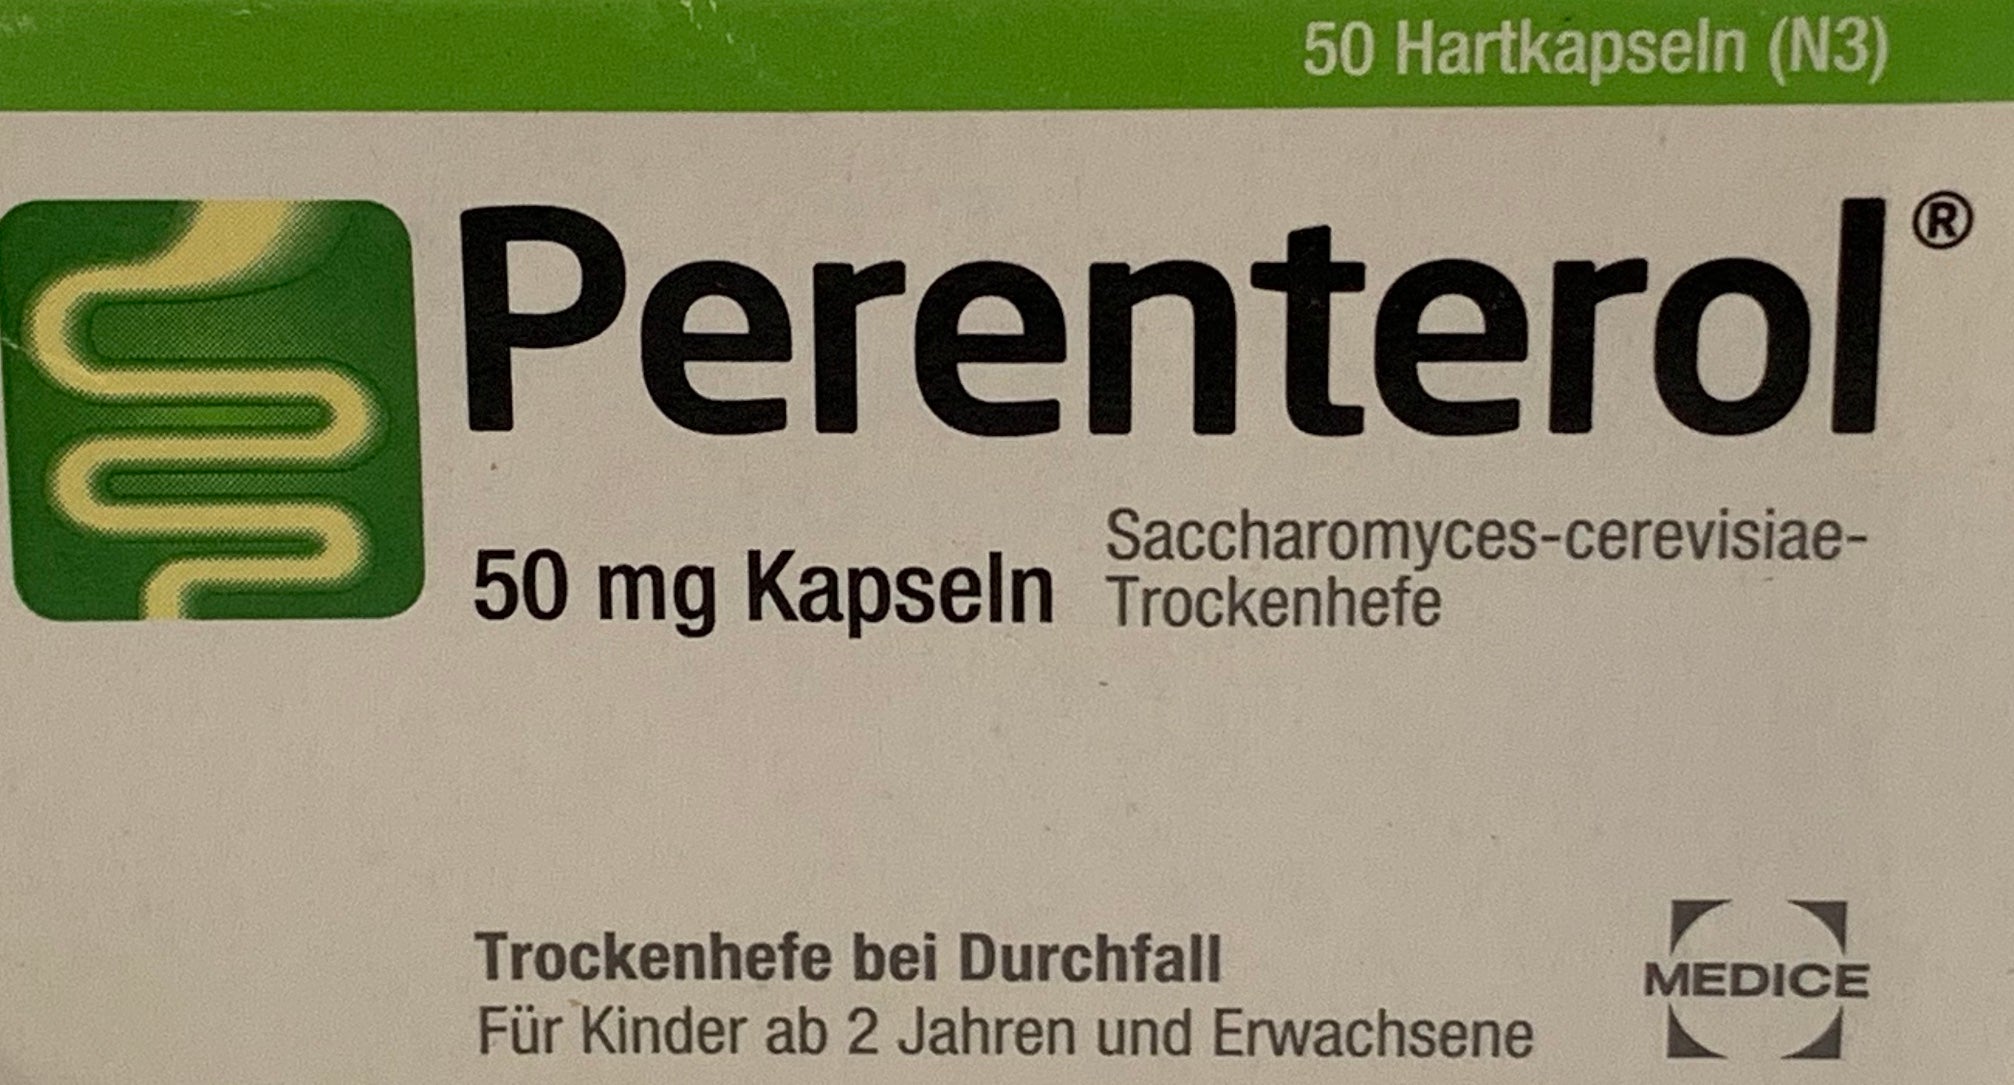 50 Hartkapseln (N3)
Perenterol®
50 mg Kapseln
Saccharomyces-cerevisiae-
Trockenhefe
Trockenhefe bei Durchfall
Für Kinder ab 2 Jahren und Erwachsene
MEDICE